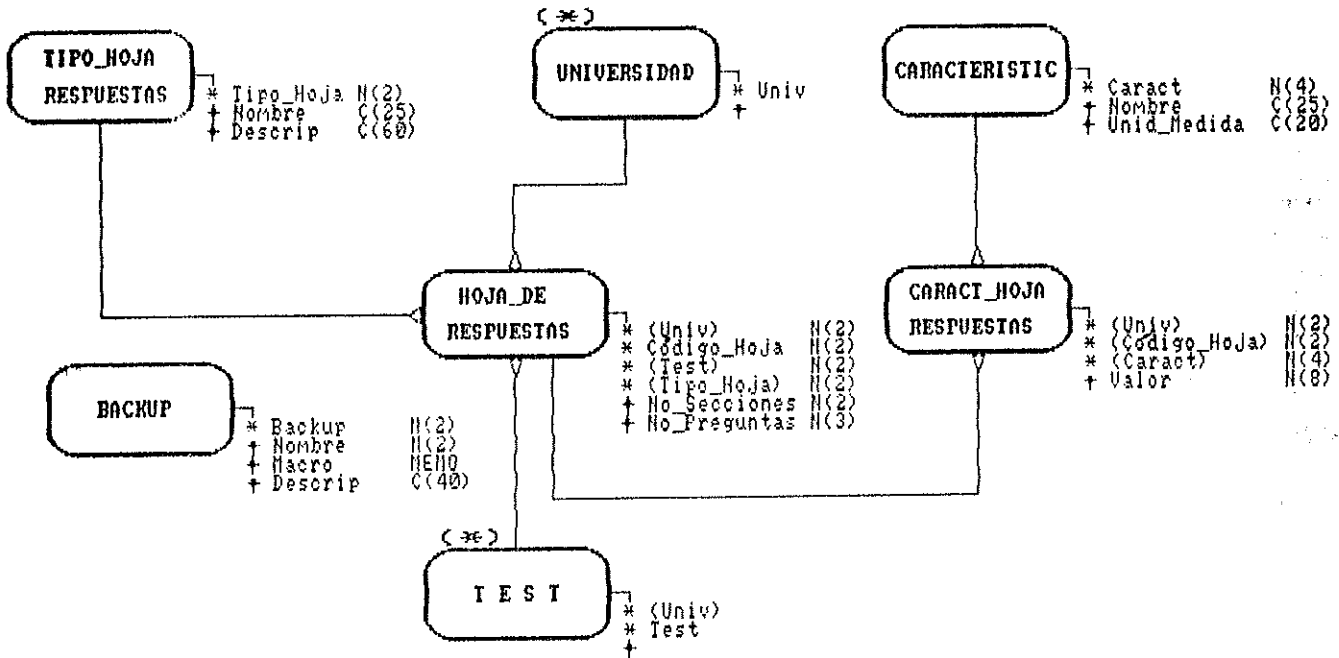 ( * )
TIPO_HOJA
RESPUESTAS
* Tipo_Hoja N(2)
+ Nombre C(25)
+ Descrip C(60)
UNIVERSIDAD
* Univ
+
CARACTERISTIC
* Caract N(4)
+ Nombre C(25)
+ Unid_Medida C(20)
HOJA_DE
RESPUESTAS
* (Univ) N(2)
* Código_Hoja N(2)
* (Test) N(2)
* (Tipo_Hoja) N(2)
+ No_Secciones N(2)
+ No_Preguntas N(3)
CARACT_HOJA
RESPUESTAS
* (Univ) N(2)
* (Código_Hoja) N(2)
* (Caract) N(4)
+ Valor N(8)
BACKUP
* Backup N(2)
+ Nombre N(2)
+ Macro MEMO
+ Descrip C(40)
( * )
T E S T
* (Univ)
* Test
+